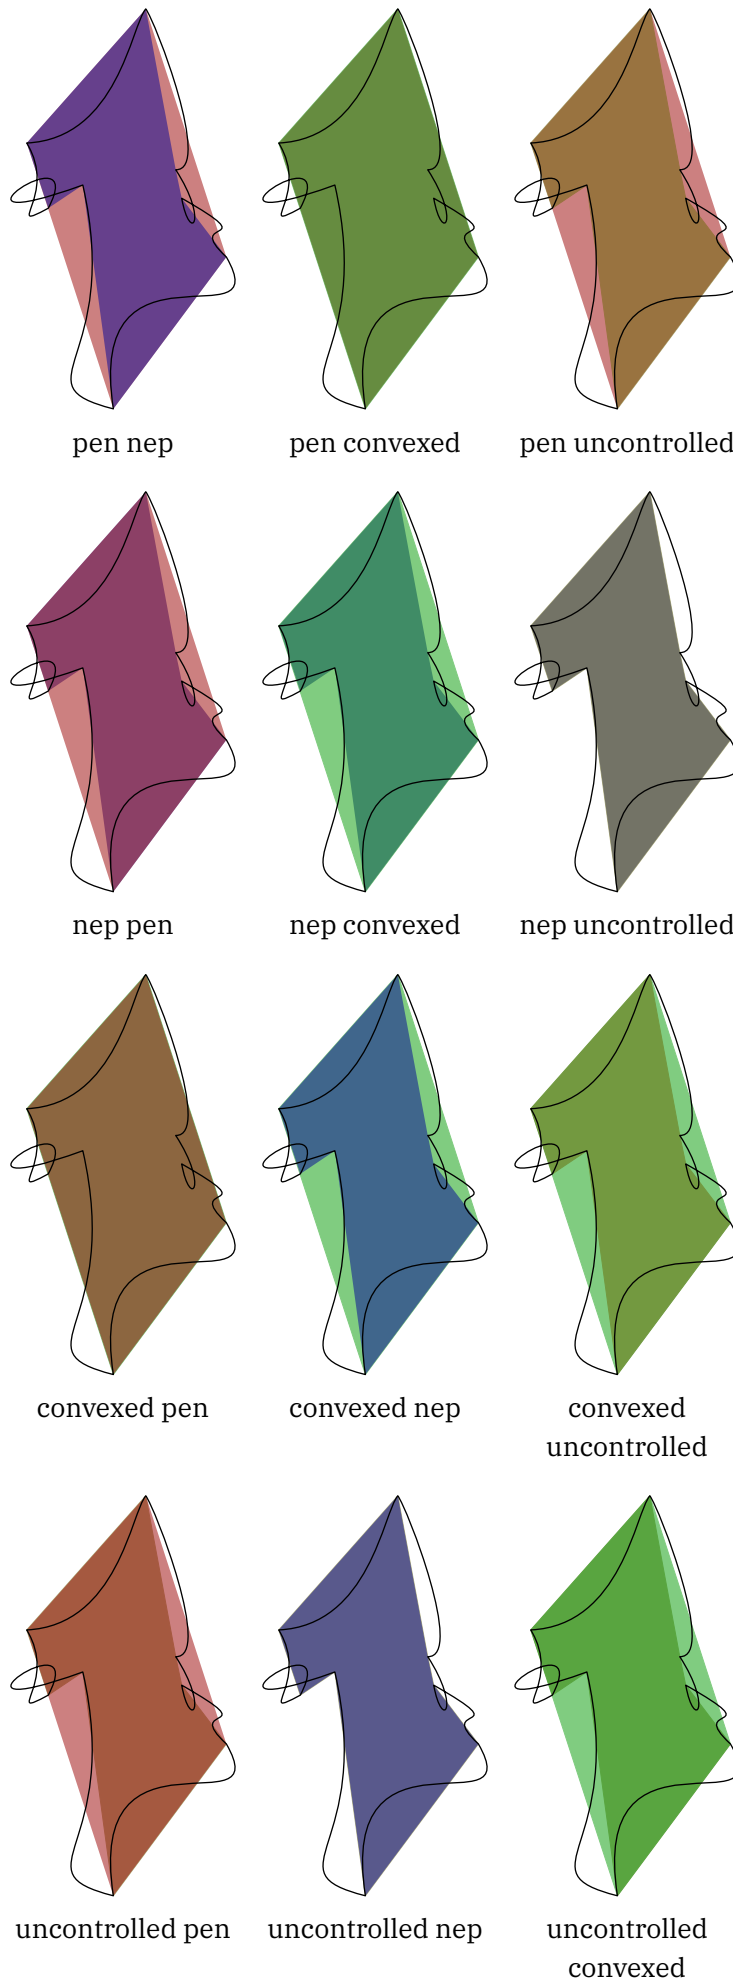 pen nep
pen convexed
pen uncontrolled
nep pen
nep convexed
nep uncontrolled
convexed pen
convexed nep
convexed
uncontrolled
uncontrolled pen
uncontrolled nep
uncontrolled
convexed